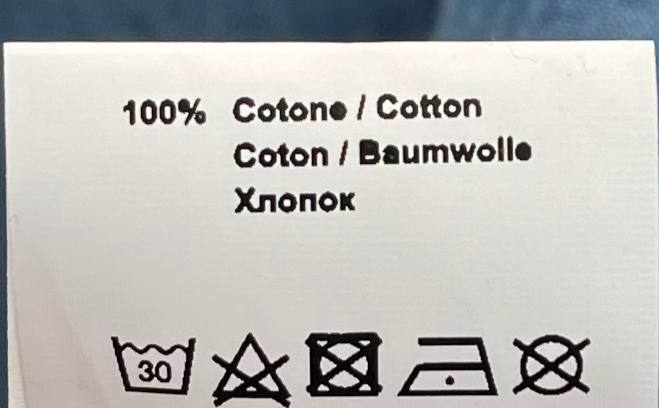 100% Cotone / Cotton
Coton / Baumwolle
Хлопок
30